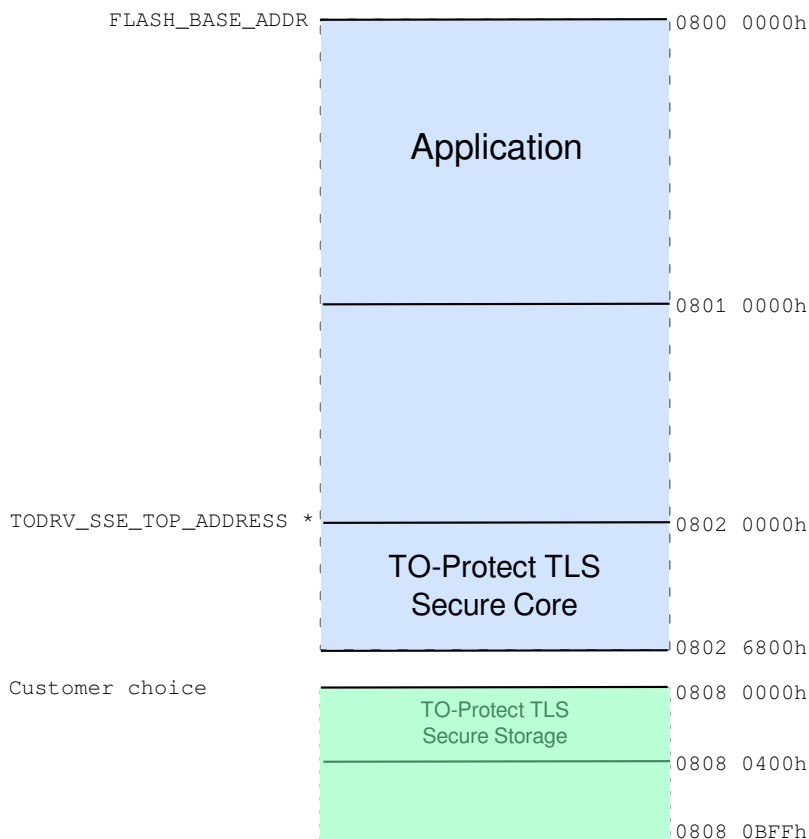 FLASH_BASE_ADDR
0800 0000h
Application
0801 0000h
TODRV_SSE_TOP_ADDRESS *
0802 0000h
TO-Protect TLS
Secure Core
0802 6800h
Customer choice
0808 0000h
TO-Protect TLS
Secure Storage
0808 0400h
0808 0BFFh